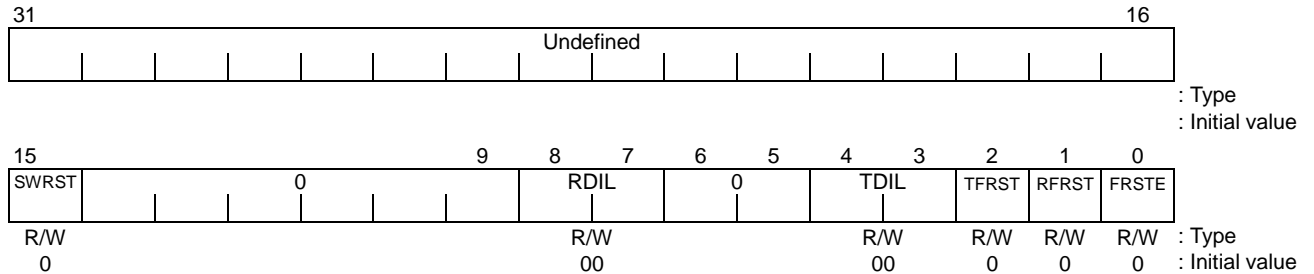 31 16
Undefined
: Type
: Initial value
15 9 8 7 6 5 4 3 2 1 0
SWRST 0 RDIL 0 TDIL TFRST RFRST FRSTE
R/W R/W R/W R/W R/W R/W : Type
0 00 00 0 0 0 : Initial value